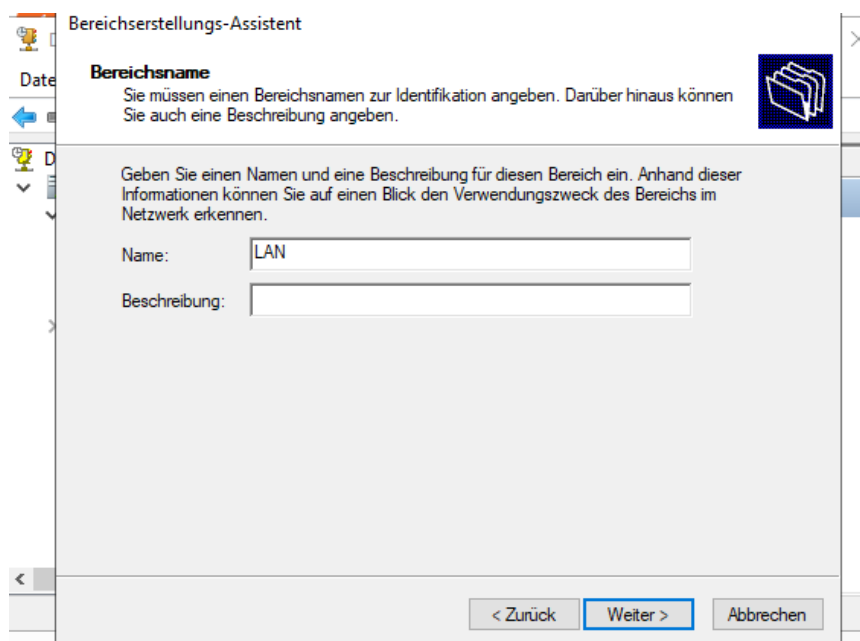 Bereichserstellungs-Assistent
Date
Bereichsname
Sie müssen einen Bereichsnamen zur Identifikation angeben. Darüber hinaus können
Sie auch eine Beschreibung angeben.
D
Geben Sie einen Namen und eine Beschreibung für diesen Bereich ein. Anhand dieser
Informationen können Sie auf einen Blick den Verwendungszweck des Bereichs im
Netzwerk erkennen.
Name: LAN
Beschreibung:
< Zurück Weiter > Abbrechen